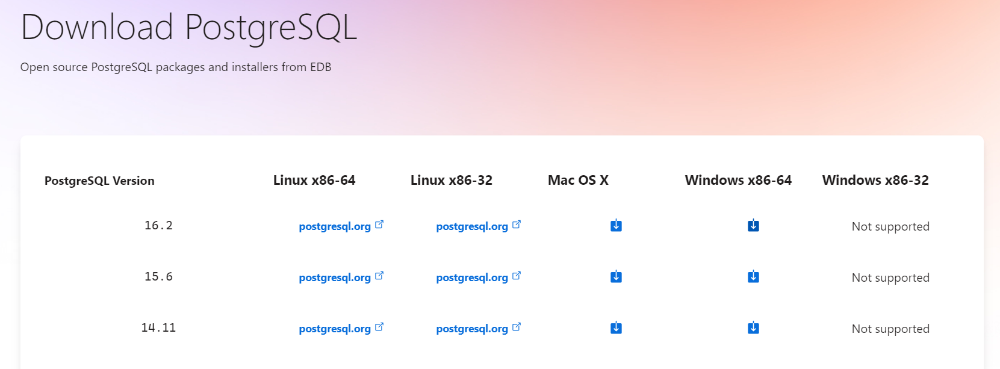 Download PostgreSQL
Open source PostgreSQL packages and installers from EDB
PostgreSQL Version Linux x86-64 Linux x86-32 Mac OS X Windows x86-64 Windows x86-32
16.2 postgresql.org postgresql.org Not supported
15.6 postgresql.org postgresql.org Not supported
14.11 postgresql.org postgresql.org Not supported